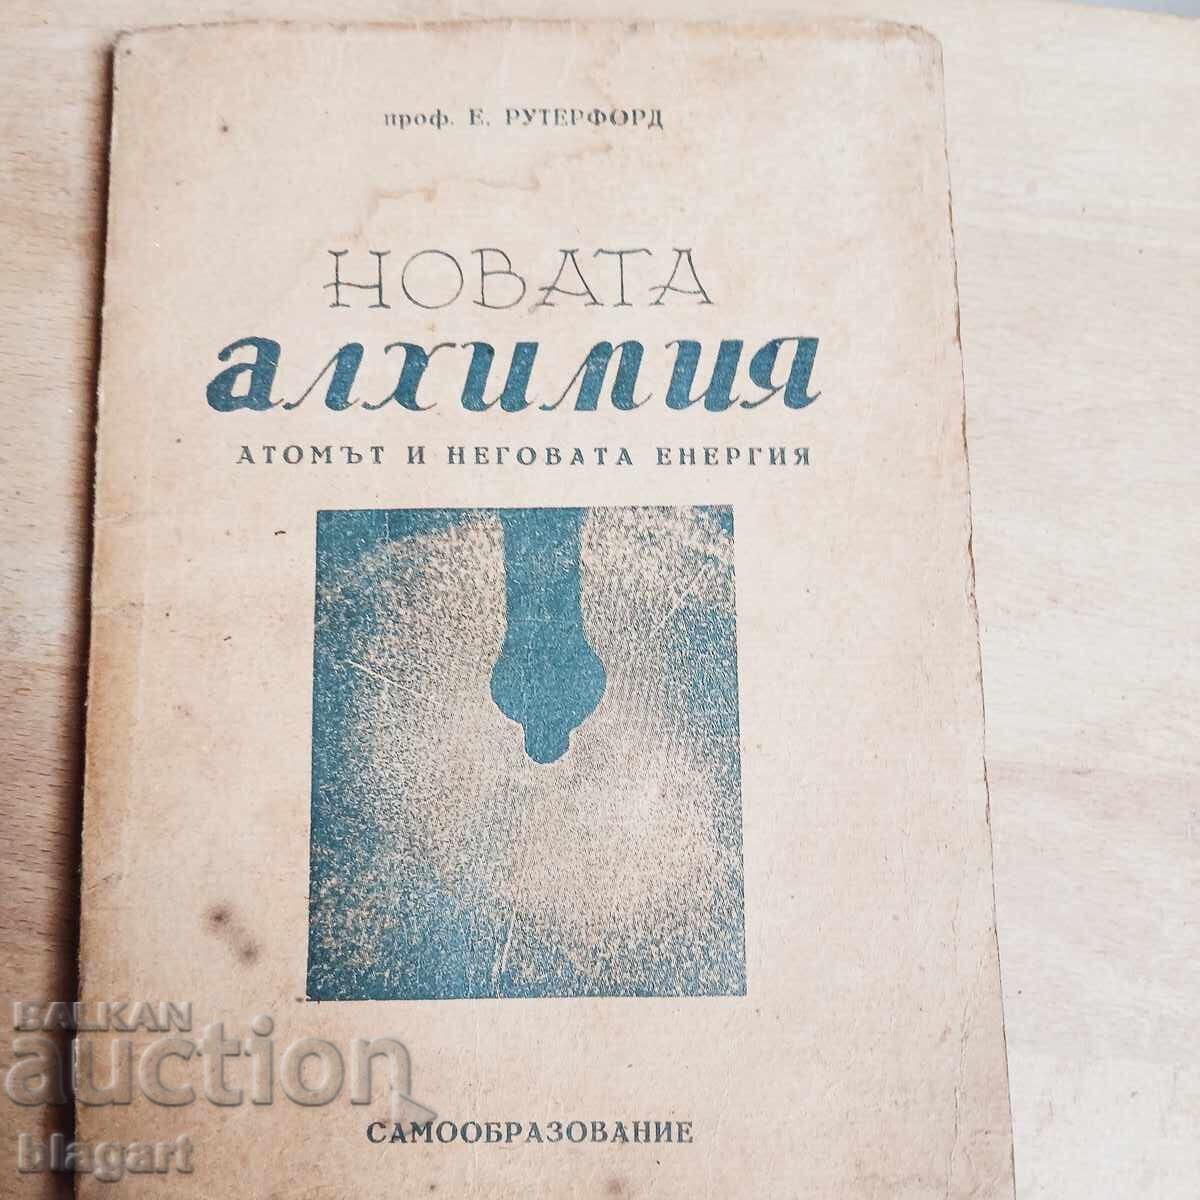 проф. Е. РУТЕРФОРД
НОВАТА
алхимия
АТОМЪТ И НЕГОВАТА ЕНЕРГИЯ
САМООБРАЗОВАНИЕ
BALKAN
auction
blagart